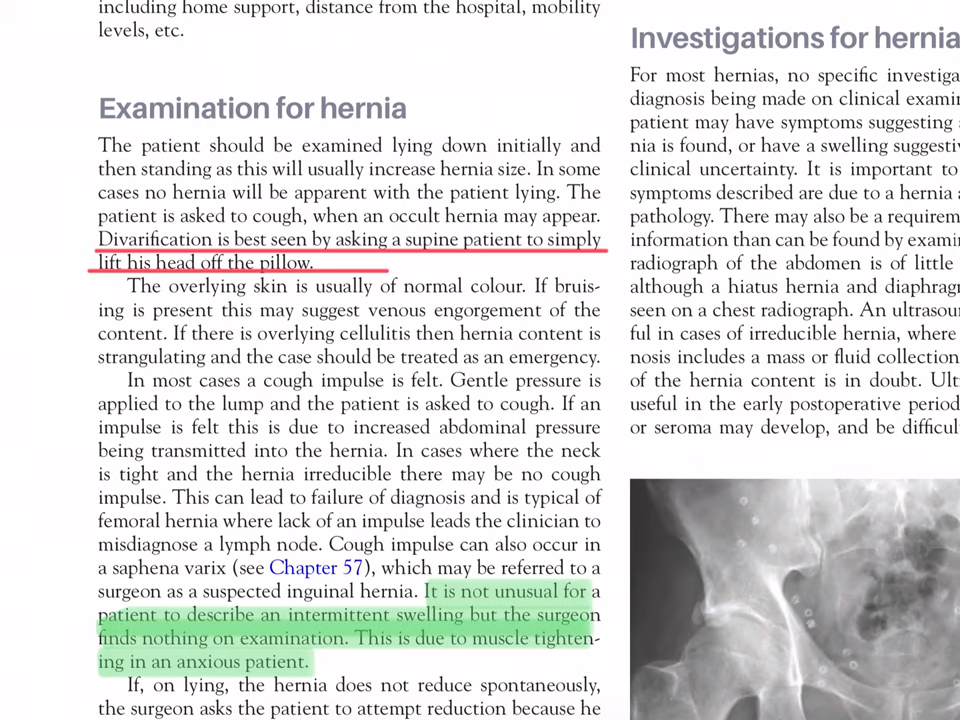 including home support, distance from the hospital, mobility
levels, etc.
Examination for hernia
The patient should be examined lying down initially and
then standing as this will usually increase hernia size. In some
cases no hernia will be apparent with the patient lying. The
patient is asked to cough, when an occult hernia may appear.
Divarification is best seen by asking a supine patient to simply
lift his head off the pillow.
The overlying skin is usually of normal colour. If bruis-
ing is present this may suggest venous engorgement of the
content. If there is overlying cellulitis then hernia content is
strangulating and the case should be treated as an emergency.
In most cases a cough impulse is felt. Gentle pressure is
applied to the lump and the patient is asked to cough. If an
impulse is felt this is due to increased abdominal pressure
being transmitted into the hernia. In cases where the neck
is tight and the hernia irreducible there may be no cough
impulse. This can lead to failure of diagnosis and is typical of
femoral hernia where lack of an impulse leads the clinician to
misdiagnose a lymph node. Cough impulse can also occur in
a saphena varix (see Chapter 57), which may be referred to a
surgeon as a suspected inguinal hernia. It is not unusual for a
patient to describe an intermittent swelling but the surgeon
finds nothing on examination. This is due to muscle tighten-
ing in an anxious patient.
If, on lying, the hernia does not reduce spontaneously,
the surgeon asks the patient to attempt reduction because he
Investigations for hernia
For most hernias, no specific investiga
diagnosis being made on clinical exami
patient may have symptoms suggesting
nia is found, or have a swelling suggesti
clinical uncertainty. It is important to
symptoms described are due to a hernia
pathology. There may also be a requirem
information than can be found by exami
radiograph of the abdomen is of little
although a hiatus hernia and diaphrag
seen on a chest radiograph. An ultrasou
ful in cases of irreducible hernia, where
nosis includes a mass or fluid collection
of the hernia content is in doubt. Ult
useful in the early postoperative period
or seroma may develop, and be difficul